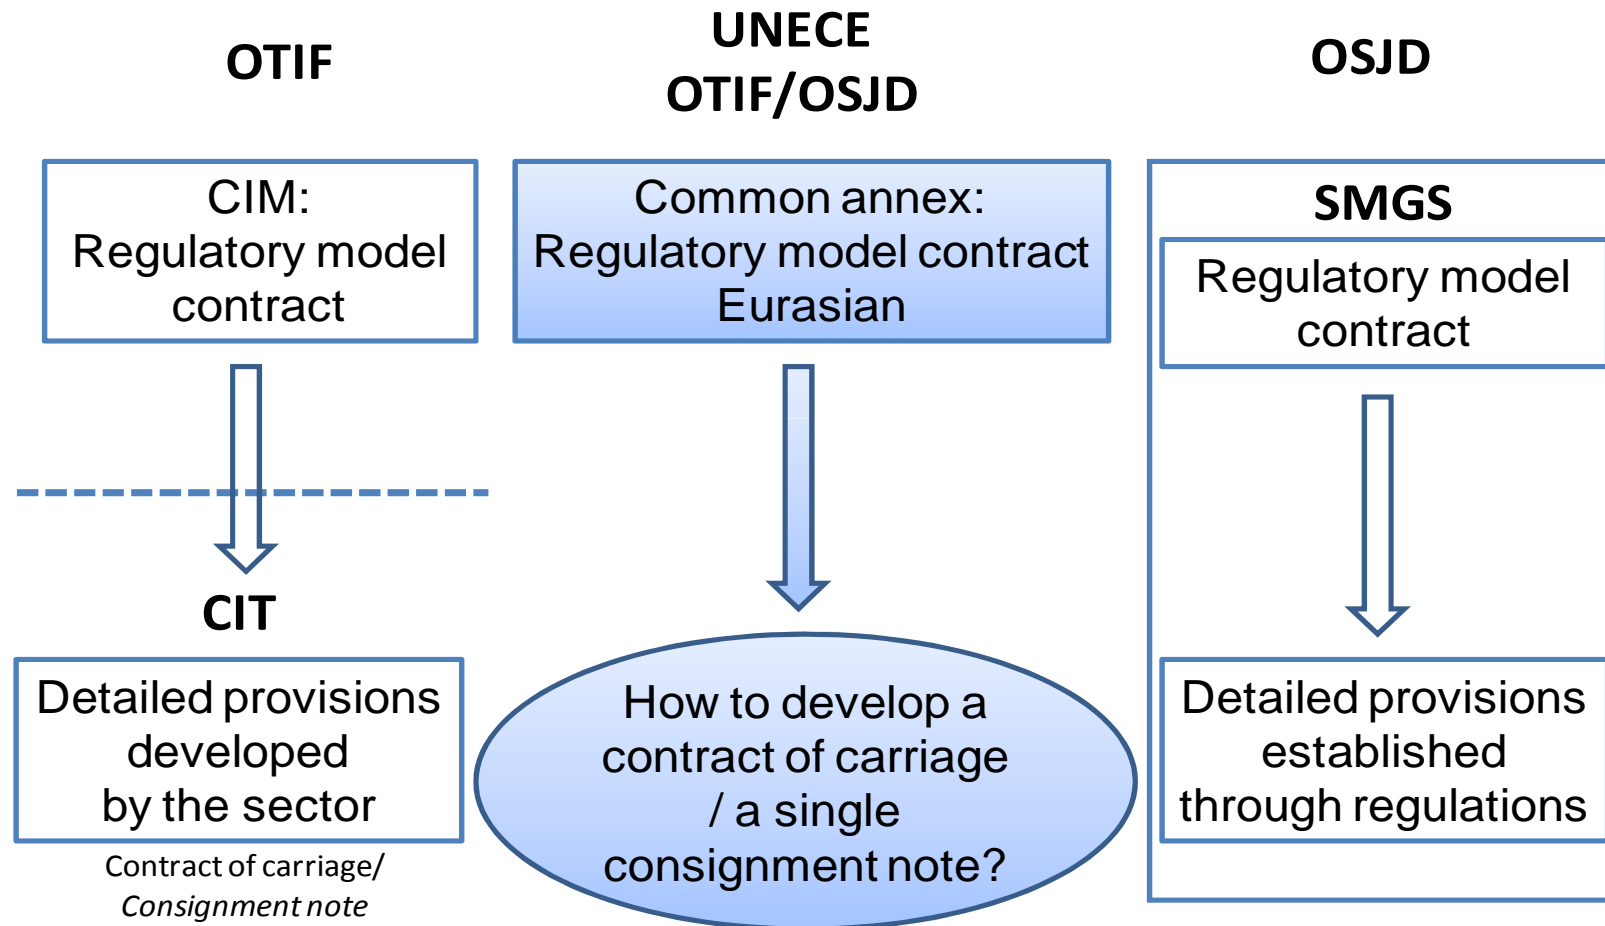 OTIF
UNECE
OTIF/OSJD
OSJD
CIM:
Regulatory model
contract
Common annex:
Regulatory model contract
Eurasian
SMGS
Regulatory model
contract
CIT
Detailed provisions
developed
by the sector
Contract of carriage/
Consignment note
How to develop a
contract of carriage
/ a single
consignment note?
Detailed provisions
established
through regulations